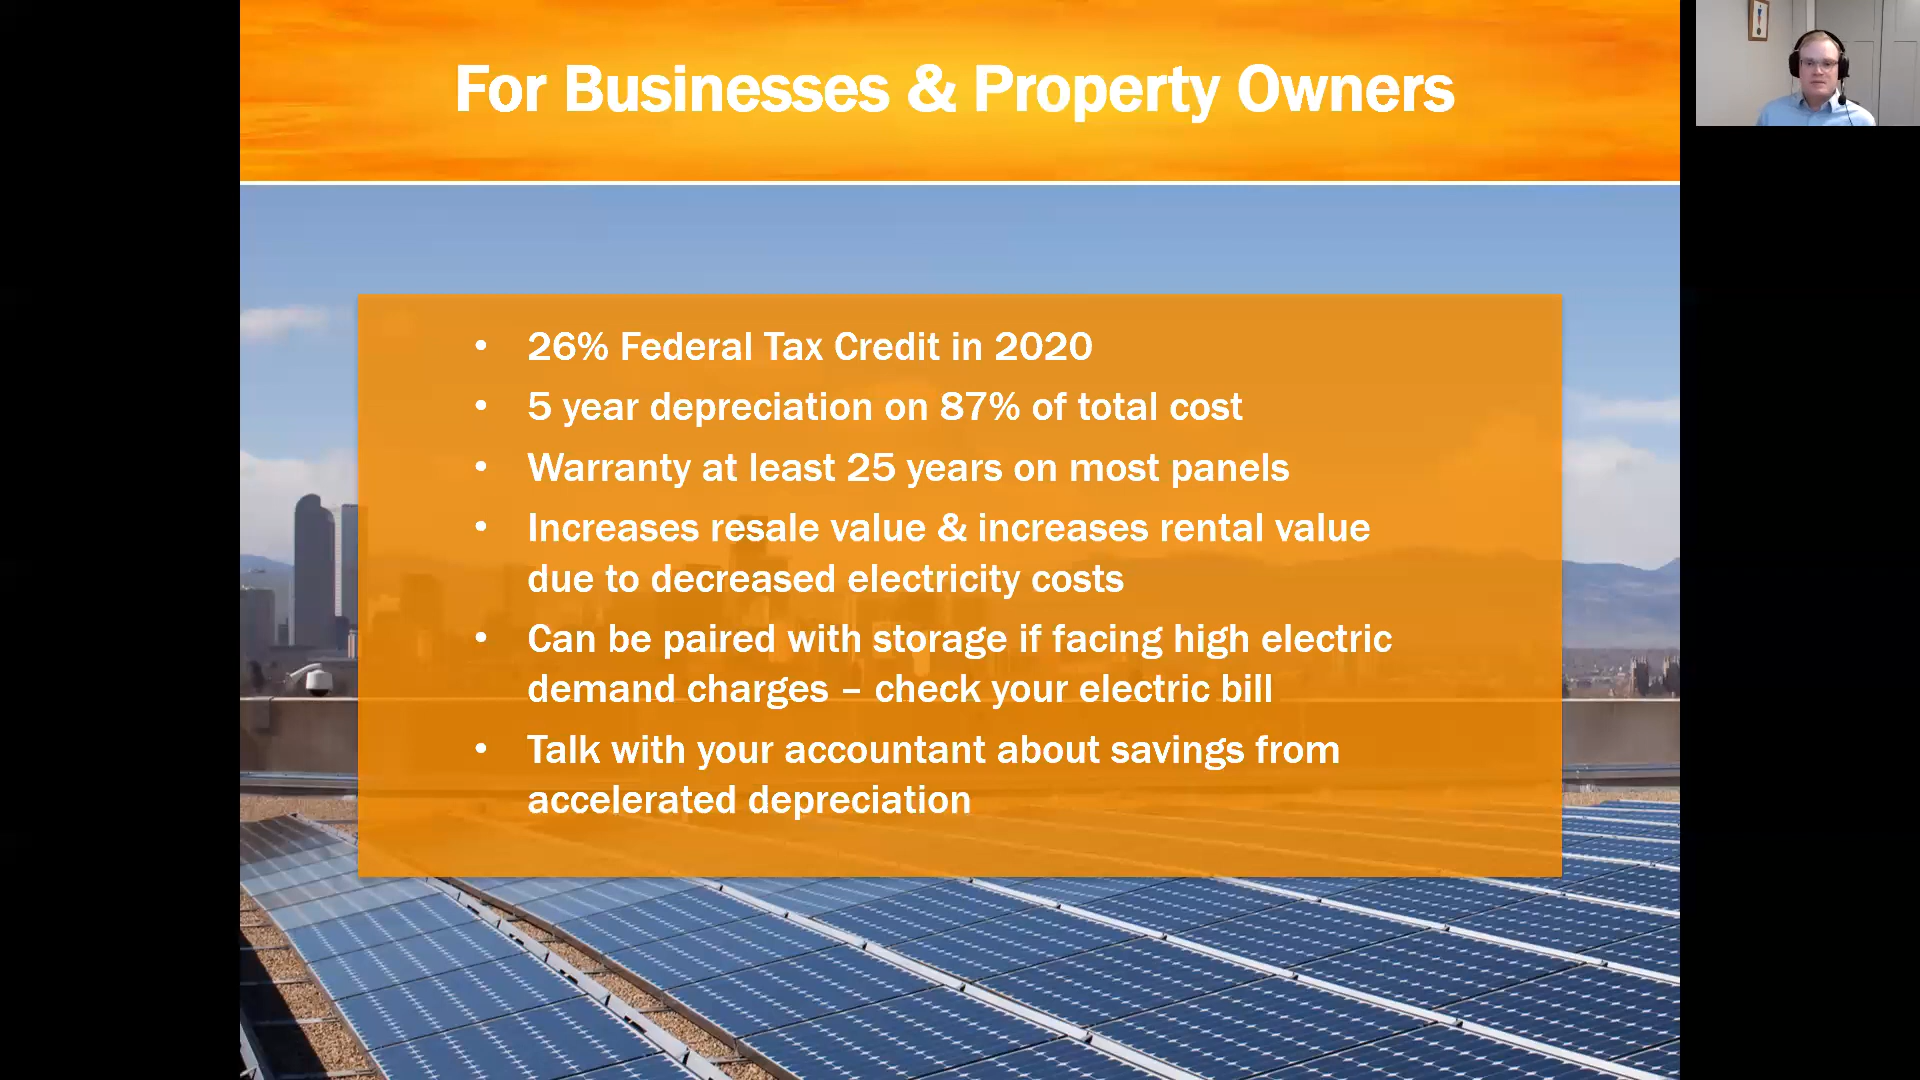 For Businesses & Property Owners
• 26% Federal Tax Credit in 2020
• 5 year depreciation on 87% of total cost
• Warranty at least 25 years on most panels
• Increases resale value & increases rental value
due to decreased electricity costs
• Can be paired with storage if facing high electric
demand charges – check your electric bill
• Talk with your accountant about savings from
accelerated depreciation